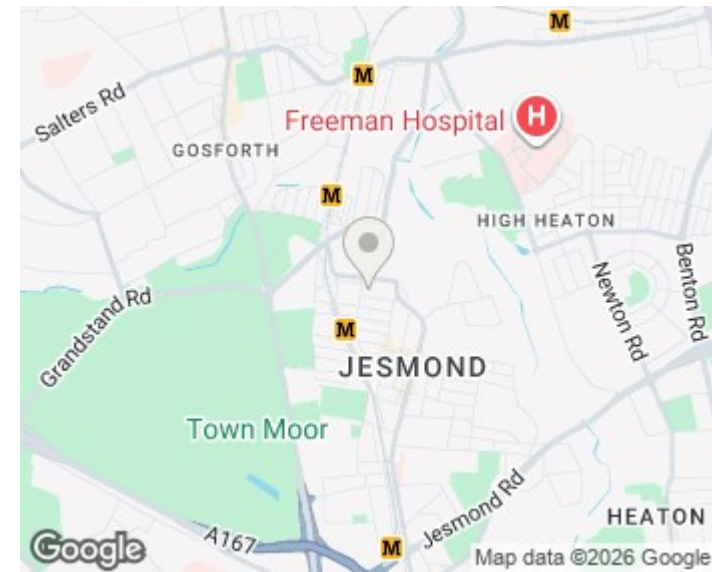 M
M
Salters Rd
Freeman Hospital
H
GOSFORTH
M
HIGH HEATON
Benton Rd
Newton Rd
Grandstand Rd
M
JESMOND
Town Moor
Jesmond Rd
HEATON
A167
M
Google
Map data ©2026 Google